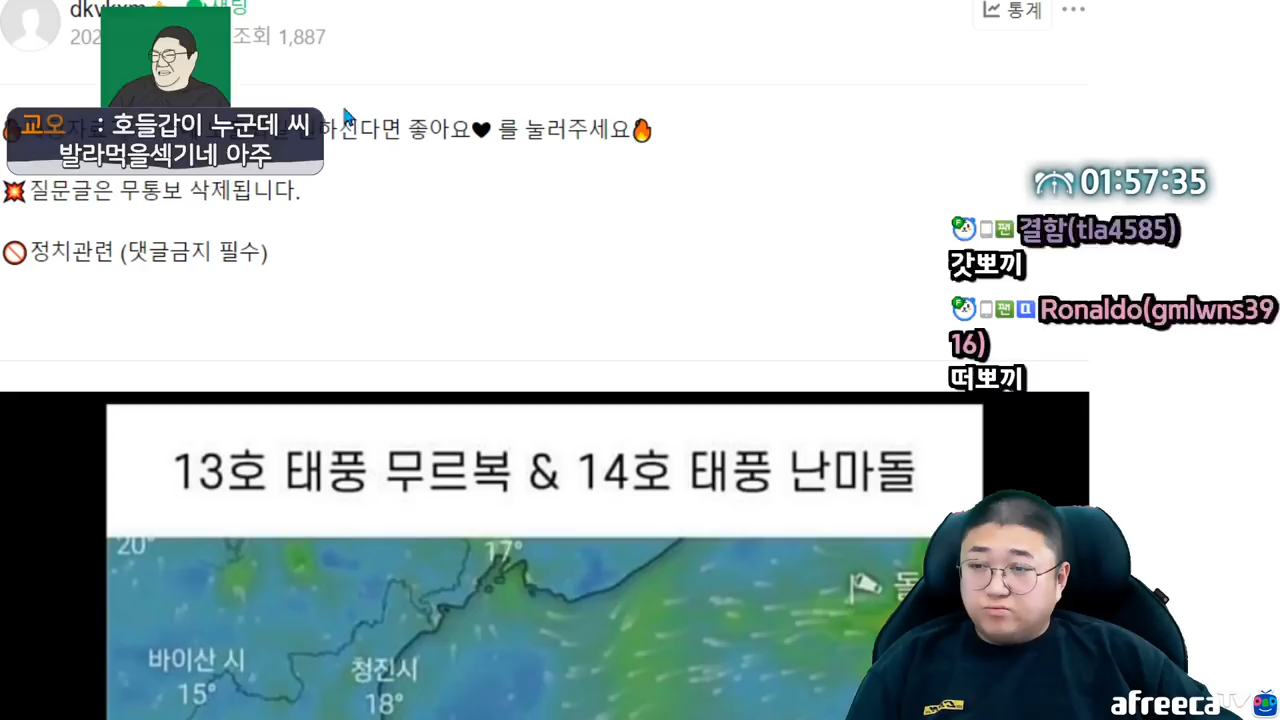 채팅
조회 1,887
통계
교오 : 호들갑이 누군데 씨
발라먹을섹기네 아주
좋아요🖤 를 눌러주세요🔥
💥질문글은 무통보 삭제됩니다.
🚫정치관련 (댓글금지 필수)
01:57:35
결함(tla4585)
갓뽀끼
Ronaldo(gmlwns39
16)
떠뽀끼
13호 태풍 무르복 & 14호 태풍 난마돌
20°
17°
돌
바이산 시
15°
청진시
18°
afreecaTV